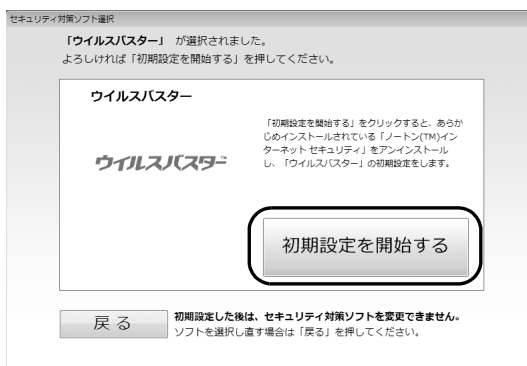 セキュリティ対策ソフト選択
「ウイルスバスター」 が選択されました。
よろしければ「初期設定を開始する」を押してください。
ウイルスバスター
「初期設定を開始する」をクリックすると、あらか
じめインストールされている「ノートン(TM)イン
ターネット セキュリティ」をアンインストール
し、「ウイルスバスター」の初期設定をします。
ウイルスバスター™
初期設定を開始する
戻る
初期設定した後は、セキュリティ対策ソフトを変更できません。
ソフトを選択し直す場合は「戻る」を押してください。